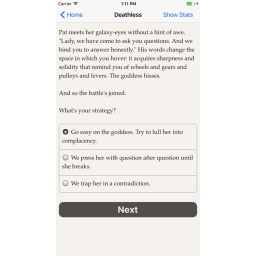 Carrier 1:11 PM
Home Deathless Show Stats
Pat meets her galaxy-eyes without a hint of awe.
"Lady, we have come to ask you questions. And we
bind you to answer honestly." His words change the
space in which you hover: it acquires sharpness and
solidity that remind you of wheels and gears and
pulleys and levers. The goddess hisses.
And so the battle's joined.
What's your strategy?
Go easy on the goddess. Try to lull her into
complacency.
We press her with question after question until
she breaks.
We trap her in a contradiction.
Next